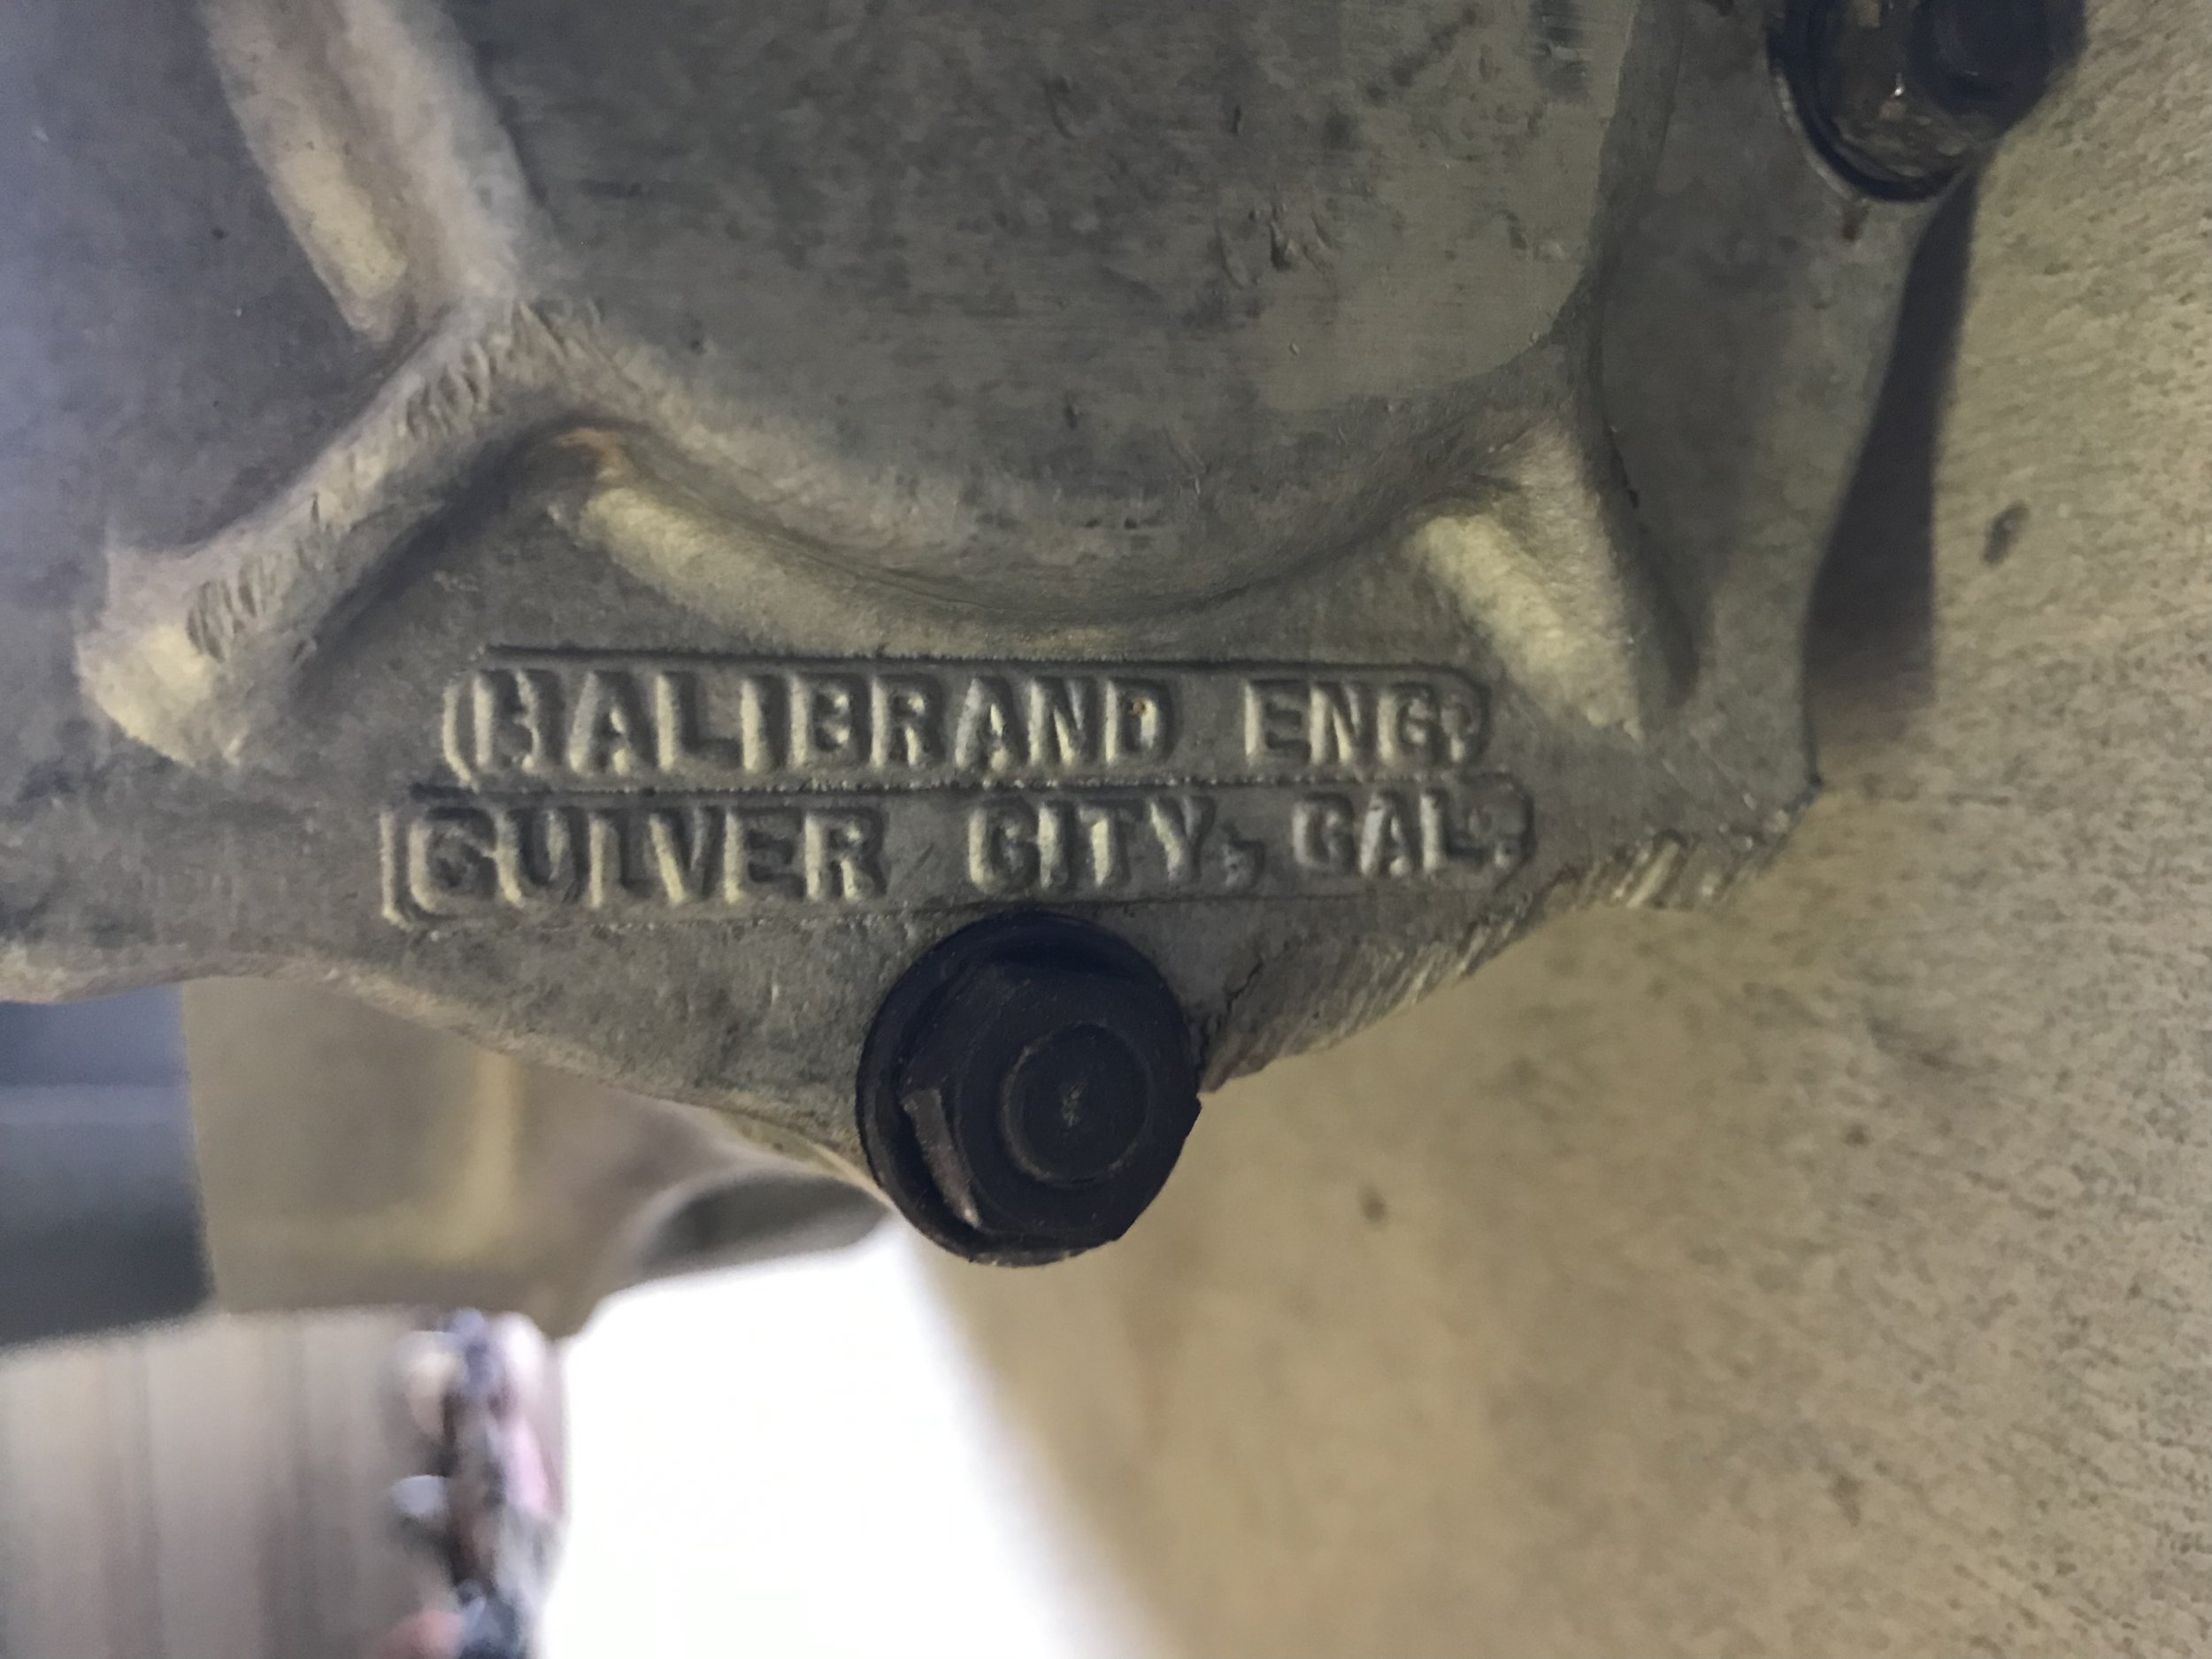 HALIBRAND ENG.
CULVER CITY, CAL.